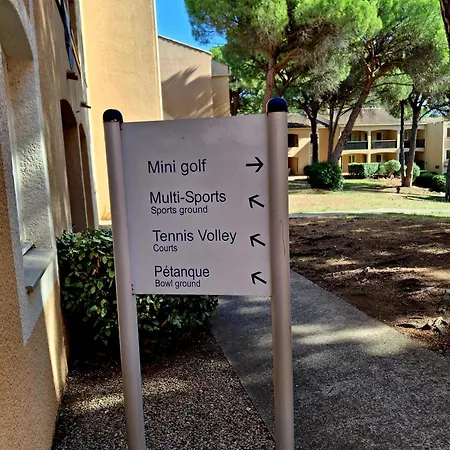 Mini golf
Multi-Sports
Sports ground
Tennis Volley
Courts
Pétanque
Bowl ground